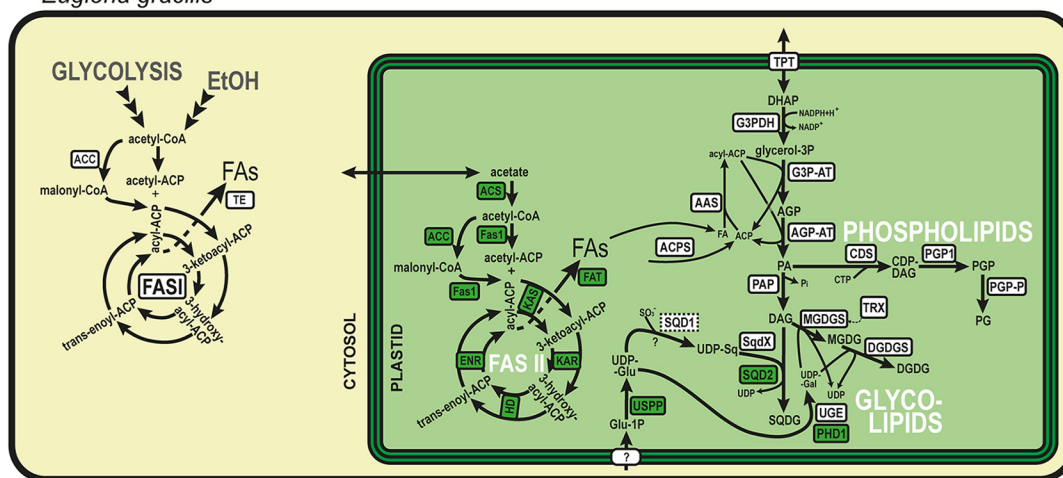 Euglena gracilis
GLYCOLYSIS
EtOH
acetyl-CoA
ACC
malonyl-CoA
acetyl-ACP
+
acyl-ACP
FAs
TE
3-ketoacyl-ACP
FASI
3-hydroxy-
acyl-ACP
trans-enoyl-ACP
CYTOSOL
PLASTID
acetate
ACS
acetyl-CoA
ACC
Fas1
malonyl-CoA
acetyl-ACP
+
Fas1
acyl-ACP
KAS
FAs
FAT
3-ketoacyl-ACP
ENR
FAS II
KAR
HD
3-hydroxy-
acyl-ACP
trans-enoyl-ACP
TPT
DHAP
NADPH+H+
G3PDH
NADP+
glycerol-3P
acyl-ACP
G3P-AT
AAS
AGP
FA
ACP
AGP-AT
ACPS
PHOSPHOLIPIDS
PA
CDS
CDP-
DAG
PGP1
PGP
CTP
PAP
Pi
PGP-P
PG
DAG
MGDGS
TRX
MGDG
DGDGS
DGDG
SO3-
SQD1
?
UDP-Sq
SqdX
SQD2
UDP
UDP
-Glu
UDP-
-Gal
UDP
USPP
Glu-1P
SQDG
UGE
PHD1
GLYCO-
LIPIDS
?